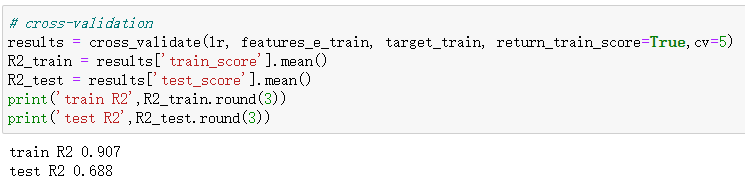 # cross-validation
results = cross_validate(lr, features_e_train, target_train, return_train_score=True,cv=5)
R2_train = results['train_score'].mean()
R2_test = results['test_score'].mean()
print('train R2',R2_train.round(3))
print('test R2',R2_test.round(3))
train R2 0.907
test R2 0.688